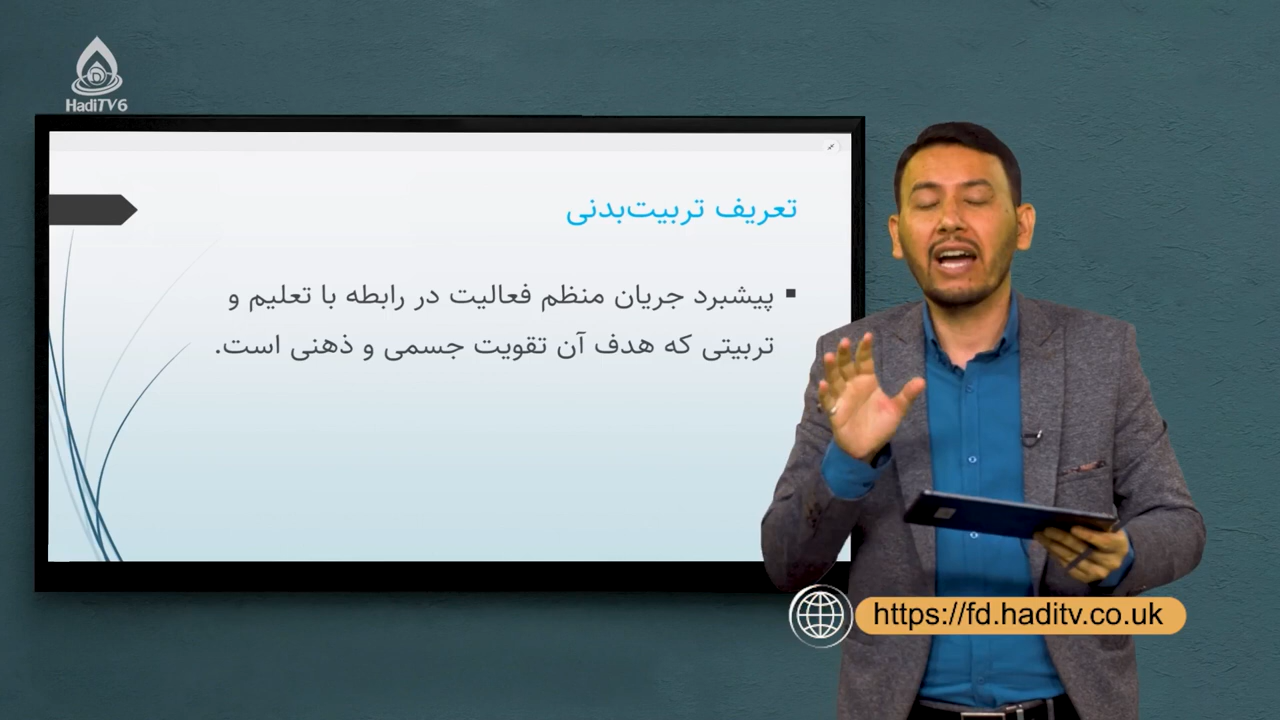 HadiTV6
تعریف تربیت‌بدنی
▪ پیشبرد جریان منظم فعالیت در رابطه با تعلیم و
تربیتی که هدف آن تقویت جسمی و ذهنی است.
https://fd.haditv.co.uk